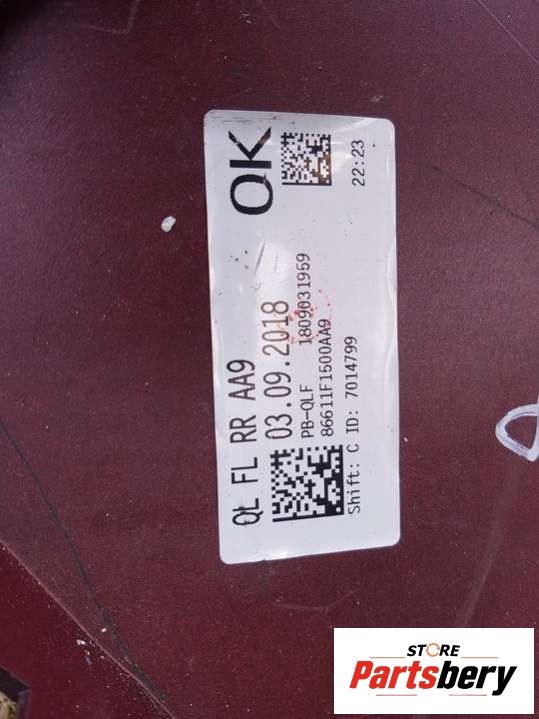 QL FL RR AA9
OK
03.09.2018
PB-QLF 1809031959
86611F1500AA9
Shift: C ID: 7014799
22:23
STORE
Partsbery